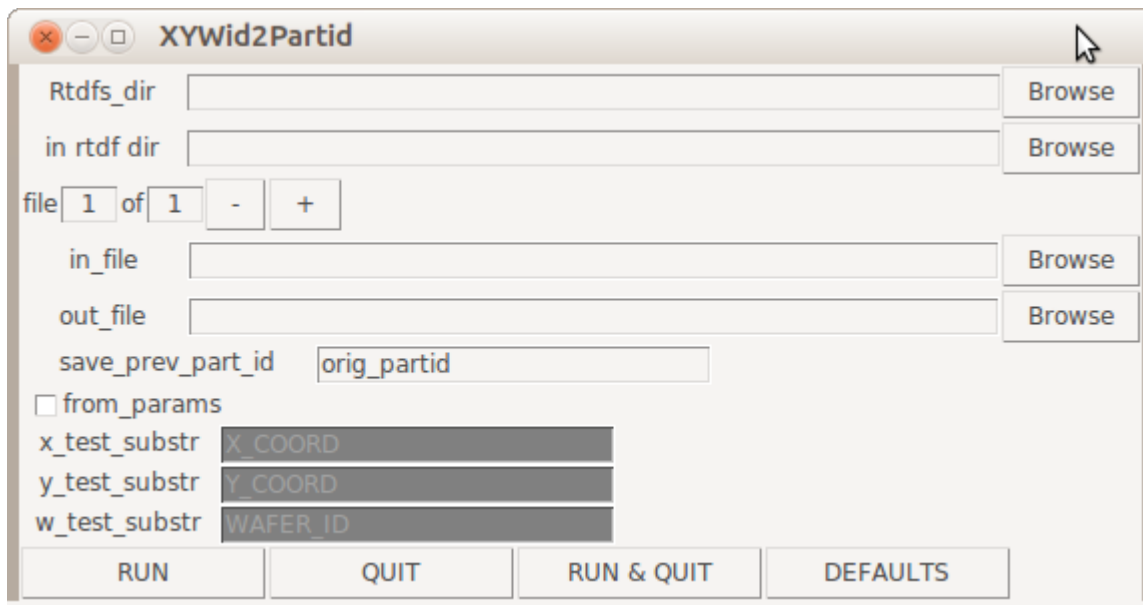 XYWid2Partid
Rtdfs_dir Browse
in rtdf dir Browse
file 1 of 1 - +
in_file Browse
out_file Browse
save_prev_part_id orig_partid
from_params
x_test_substr X_COORD
y_test_substr Y_COORD
w_test_substr WAFER_ID
RUN QUIT RUN & QUIT DEFAULTS